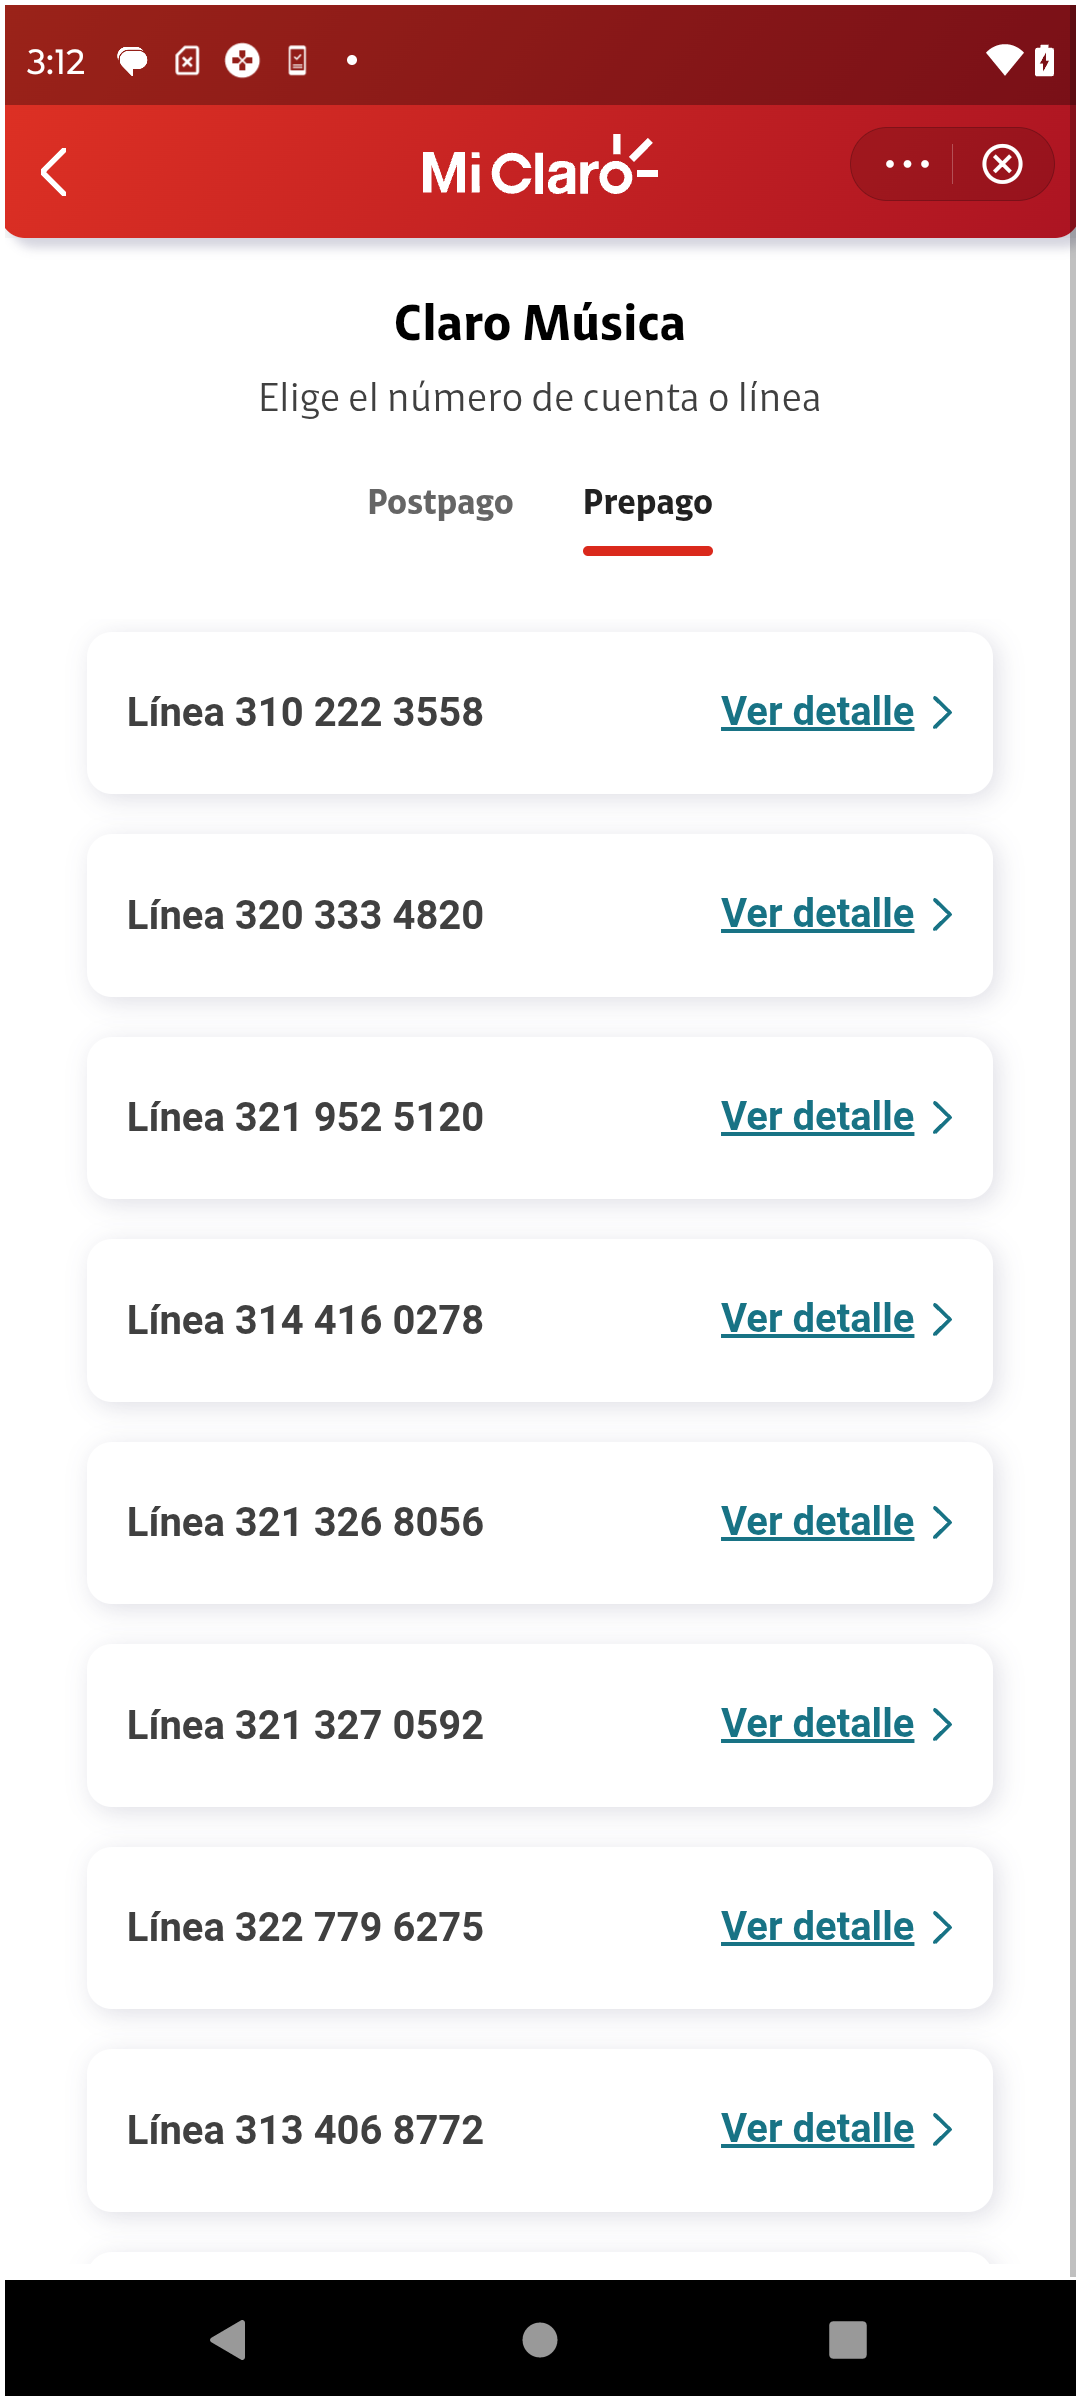 3:12
Mi Claro
Claro Música
Elige el número de cuenta o línea
Postpago Prepago
Línea 310 222 3558 Ver detalle
Línea 320 333 4820 Ver detalle
Línea 321 952 5120 Ver detalle
Línea 314 416 0278 Ver detalle
Línea 321 326 8056 Ver detalle
Línea 321 327 0592 Ver detalle
Línea 322 779 6275 Ver detalle
Línea 313 406 8772 Ver detalle